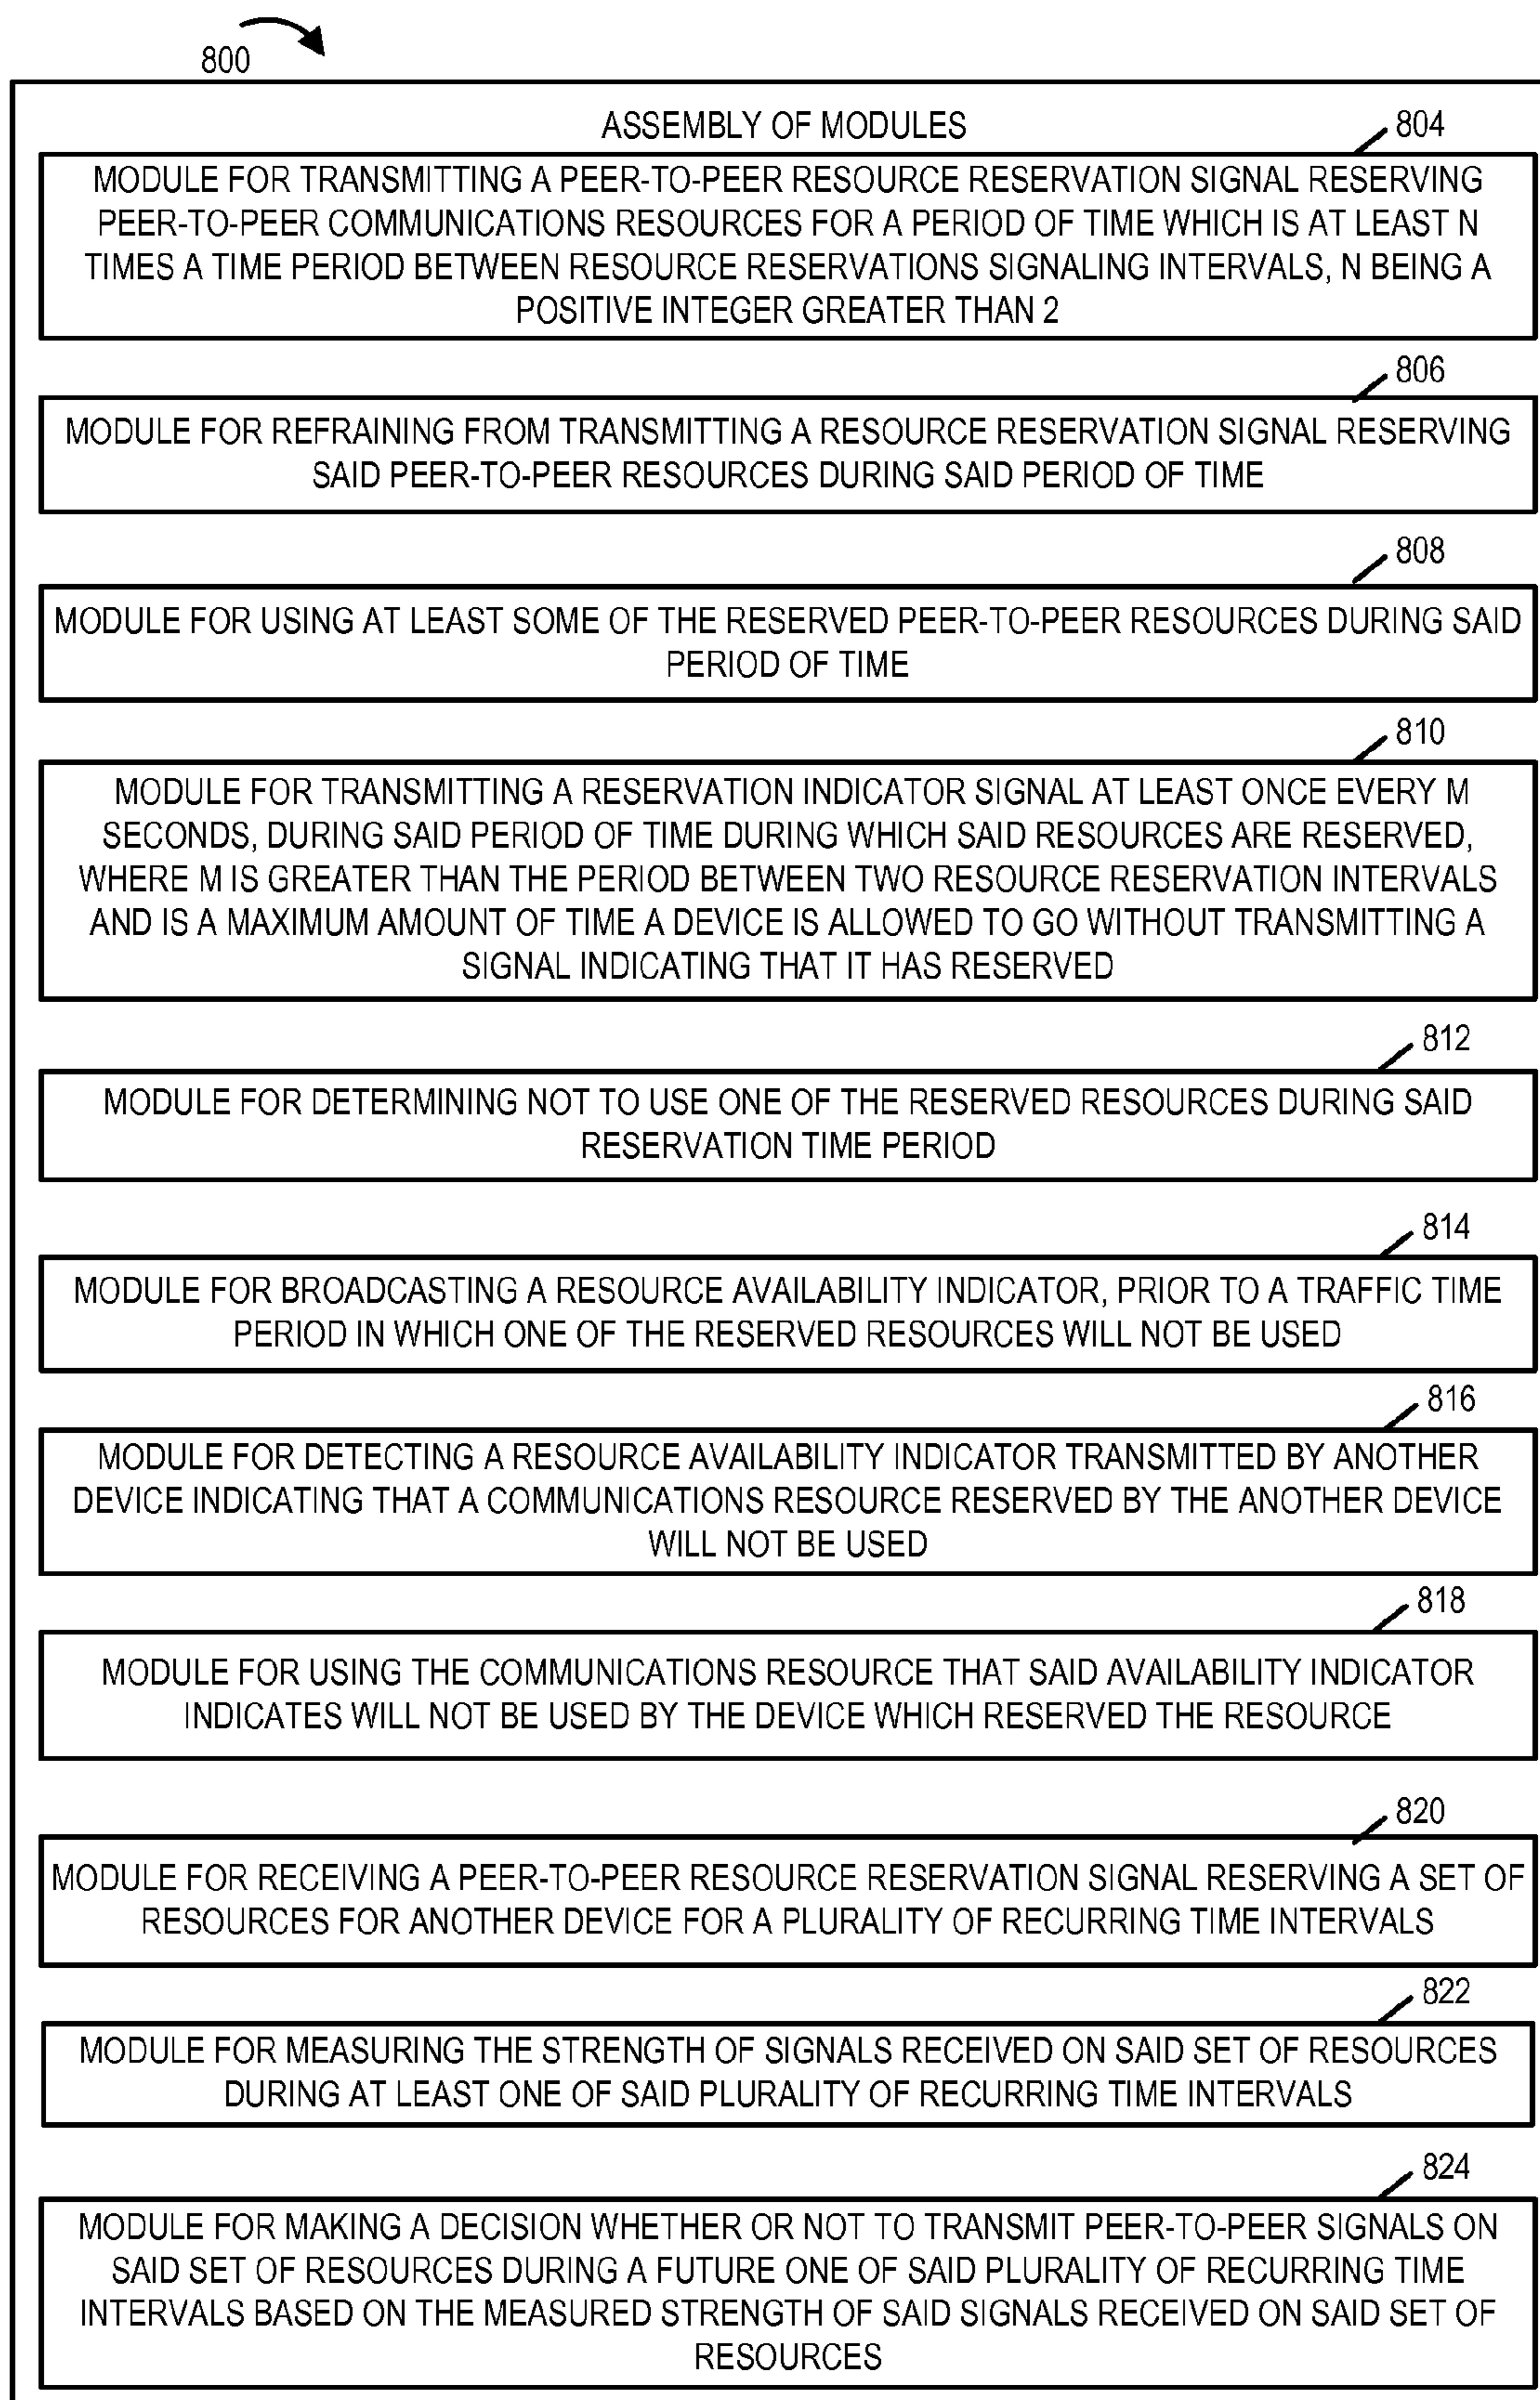 800
ASSEMBLY OF MODULES
804
MODULE FOR TRANSMITTING A PEER-TO-PEER RESOURCE RESERVATION SIGNAL RESERVING
PEER-TO-PEER COMMUNICATIONS RESOURCES FOR A PERIOD OF TIME WHICH IS AT LEAST N
TIMES A TIME PERIOD BETWEEN RESOURCE RESERVATIONS SIGNALING INTERVALS, N BEING A
POSITIVE INTEGER GREATER THAN 2
806
MODULE FOR REFRAINING FROM TRANSMITTING A RESOURCE RESERVATION SIGNAL RESERVING
SAID PEER-TO-PEER RESOURCES DURING SAID PERIOD OF TIME
808
MODULE FOR USING AT LEAST SOME OF THE RESERVED PEER-TO-PEER RESOURCES DURING SAID
PERIOD OF TIME
810
MODULE FOR TRANSMITTING A RESERVATION INDICATOR SIGNAL AT LEAST ONCE EVERY M
SECONDS, DURING SAID PERIOD OF TIME DURING WHICH SAID RESOURCES ARE RESERVED,
WHERE M IS GREATER THAN THE PERIOD BETWEEN TWO RESOURCE RESERVATION INTERVALS
AND IS A MAXIMUM AMOUNT OF TIME A DEVICE IS ALLOWED TO GO WITHOUT TRANSMITTING A
SIGNAL INDICATING THAT IT HAS RESERVED
812
MODULE FOR DETERMINING NOT TO USE ONE OF THE RESERVED RESOURCES DURING SAID
RESERVATION TIME PERIOD
814
MODULE FOR BROADCASTING A RESOURCE AVAILABILITY INDICATOR, PRIOR TO A TRAFFIC TIME
PERIOD IN WHICH ONE OF THE RESERVED RESOURCES WILL NOT BE USED
816
MODULE FOR DETECTING A RESOURCE AVAILABILITY INDICATOR TRANSMITTED BY ANOTHER
DEVICE INDICATING THAT A COMMUNICATIONS RESOURCE RESERVED BY THE ANOTHER DEVICE
WILL NOT BE USED
818
MODULE FOR USING THE COMMUNICATIONS RESOURCE THAT SAID AVAILABILITY INDICATOR
INDICATES WILL NOT BE USED BY THE DEVICE WHICH RESERVED THE RESOURCE
820
MODULE FOR RECEIVING A PEER-TO-PEER RESOURCE RESERVATION SIGNAL RESERVING A SET OF
RESOURCES FOR ANOTHER DEVICE FOR A PLURALITY OF RECURRING TIME INTERVALS
822
MODULE FOR MEASURING THE STRENGTH OF SIGNALS RECEIVED ON SAID SET OF RESOURCES
DURING AT LEAST ONE OF SAID PLURALITY OF RECURRING TIME INTERVALS
824
MODULE FOR MAKING A DECISION WHETHER OR NOT TO TRANSMIT PEER-TO-PEER SIGNALS ON
SAID SET OF RESOURCES DURING A FUTURE ONE OF SAID PLURALITY OF RECURRING TIME
INTERVALS BASED ON THE MEASURED STRENGTH OF SAID SIGNALS RECEIVED ON SAID SET OF
RESOURCES